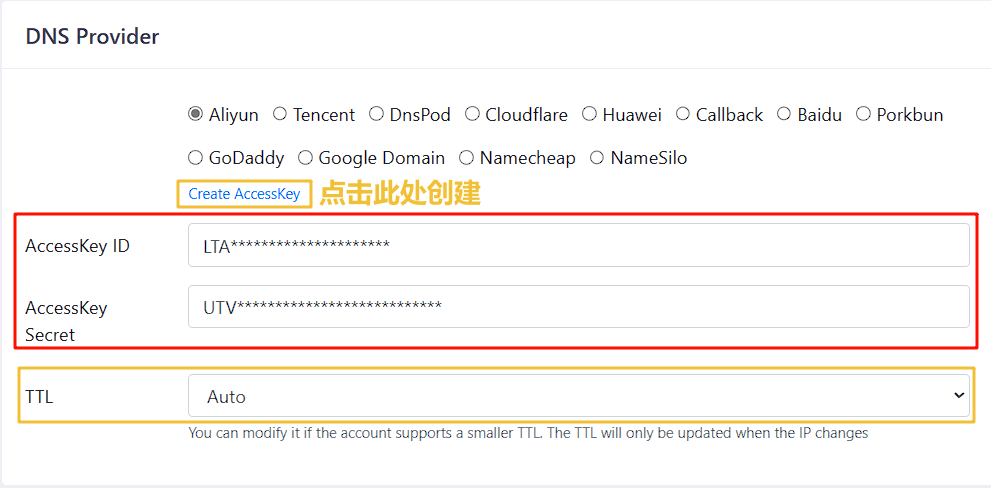 DNS Provider
Aliyun Tencent DnsPod Cloudflare Huawei Callback Baidu Porkbun
GoDaddy Google Domain Namecheap NameSilo
Create AccessKey 点击此处创建
AccessKey ID LTA*********************
AccessKey UTV***************************
Secret
TTL Auto
You can modify it if the account supports a smaller TTL. The TTL will only be updated when the IP changes